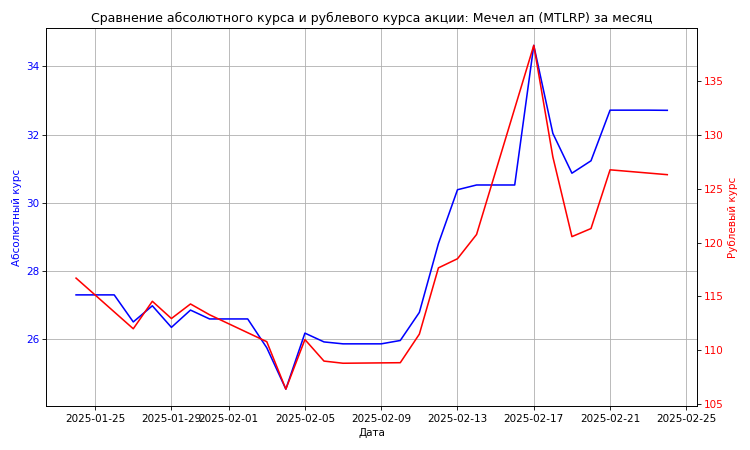 Сравнение абсолютного курса и рублевого курса акции: Мечел ап (MTLRP) за месяц
Абсолютный курс
34
32
30
28
26
135
130
125
120
115
110
105
Рублевый курс
2025-01-25 2025-01-29 2025-02-01 2025-02-05 2025-02-09 2025-02-13 2025-02-17 2025-02-21 2025-02-25
Дата